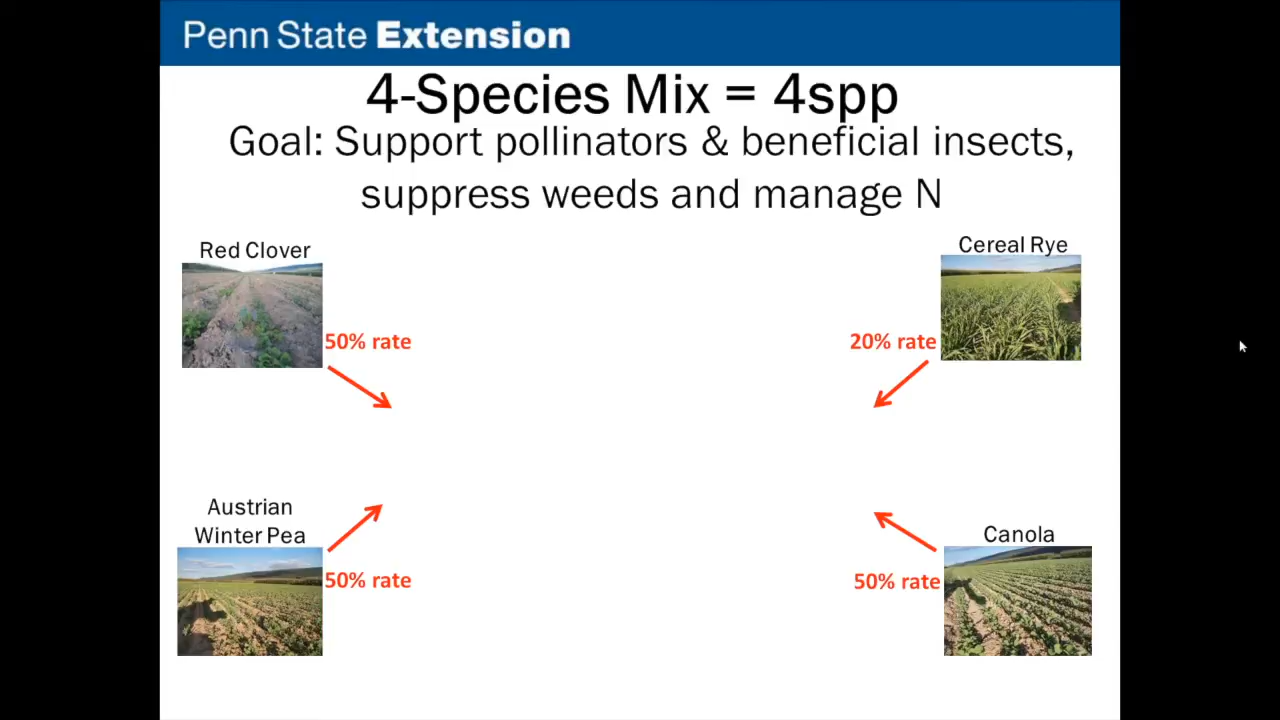 Penn State Extension
4-Species Mix = 4spp
Goal: Support pollinators & beneficial insects,
suppress weeds and manage N
Red Clover
50% rate
Cereal Rye
20% rate
Austrian
Winter Pea
50% rate
Canola
50% rate